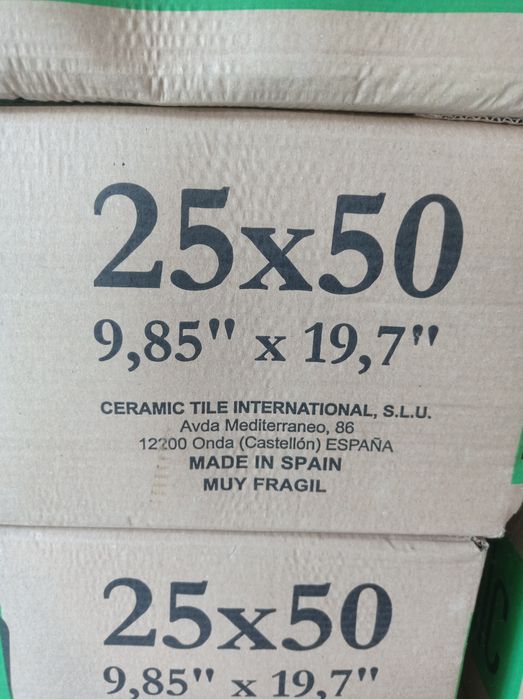 25x50
9,85" x 19,7"
CERAMIC TILE INTERNATIONAL, S.L.U.
Avda Mediterraneo, 86
12200 Onda (Castellón) ESPAÑA
MADE IN SPAIN
MUY FRAGIL
25x50
9,85" x 19,7"